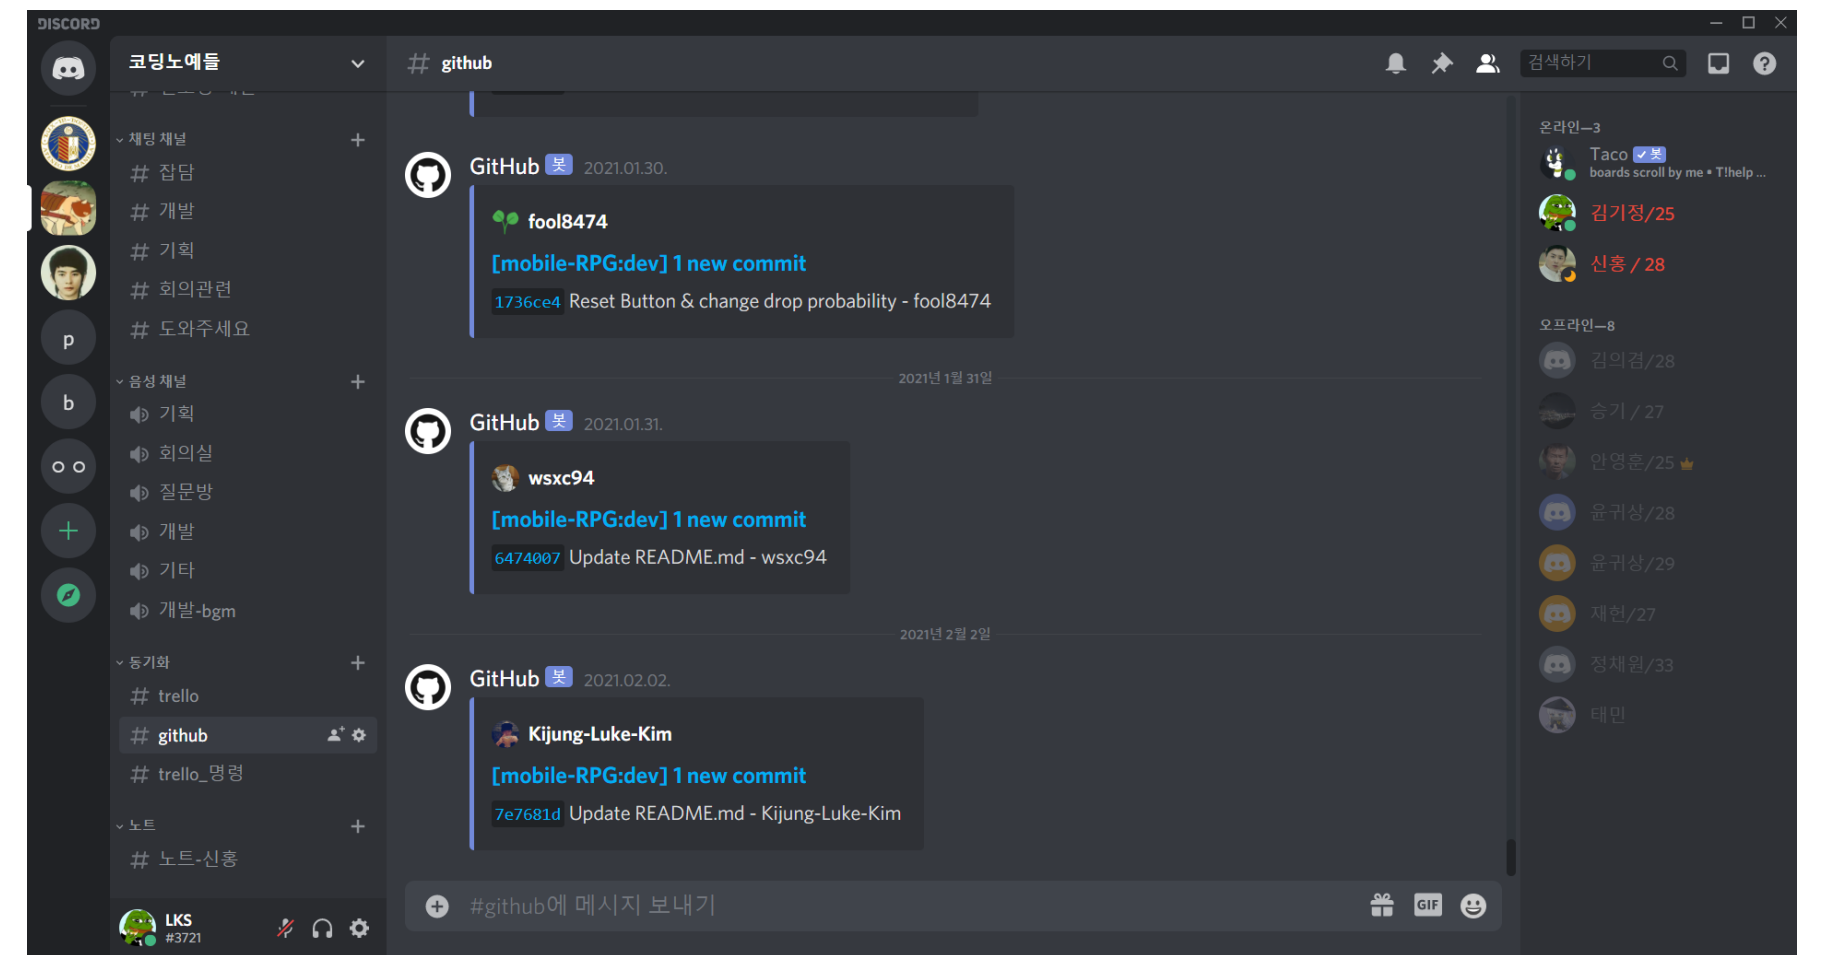 DISCORD
코딩노예들
# github
검색하기
채팅 채널
# 잡담
# 개발
# 기획
# 회의관련
# 도와주세요
음성 채널
기획
회의실
질문방
개발
기타
개발-bgm
동기화
# trello
# github
# trello_명령
노트
# 노트-신홍
LKS
#3721
p
b
o o
GitHub 봇 2021.01.30.
fool8474
[mobile-RPG:dev] 1 new commit
1736ce4 Reset Button & change drop probability - fool8474
2021년 1월 31일
GitHub 봇 2021.01.31.
wsxc94
[mobile-RPG:dev] 1 new commit
6474007 Update README.md - wsxc94
2021년 2월 2일
GitHub 봇 2021.02.02.
Kijung-Luke-Kim
[mobile-RPG:dev] 1 new commit
7e7681d Update README.md - Kijung-Luke-Kim
#github에 메시지 보내기
GIF
온라인—3
Taco ✓봇
boards scroll by me • T!help ...
김기정/25
신홍 / 28
오프라인—8
김의겸/28
승기 / 27
안영훈/25
윤귀상/28
윤귀상/29
재헌/27
정채원/33
태민